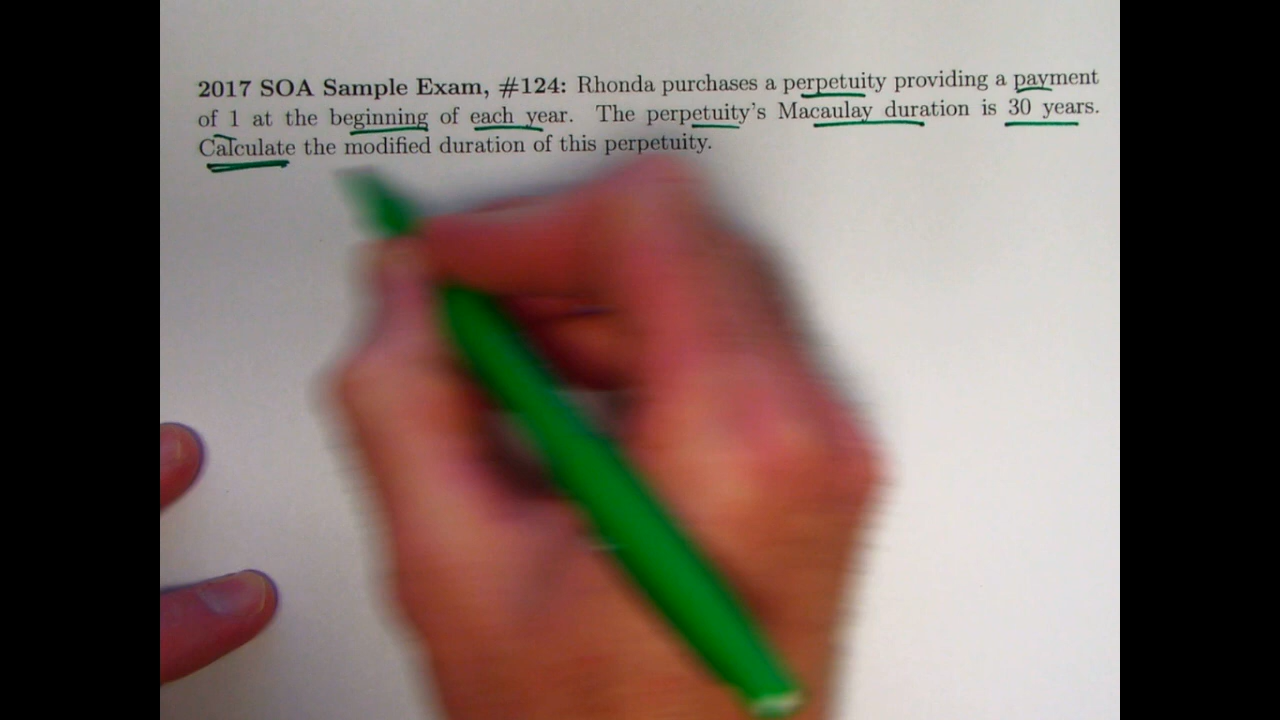 2017 SOA Sample Exam, #124: Rhonda purchases a perpetuity providing a payment
of 1 at the beginning of each year. The perpetuity's Macaulay duration is 30 years.
Calculate the modified duration of this perpetuity.